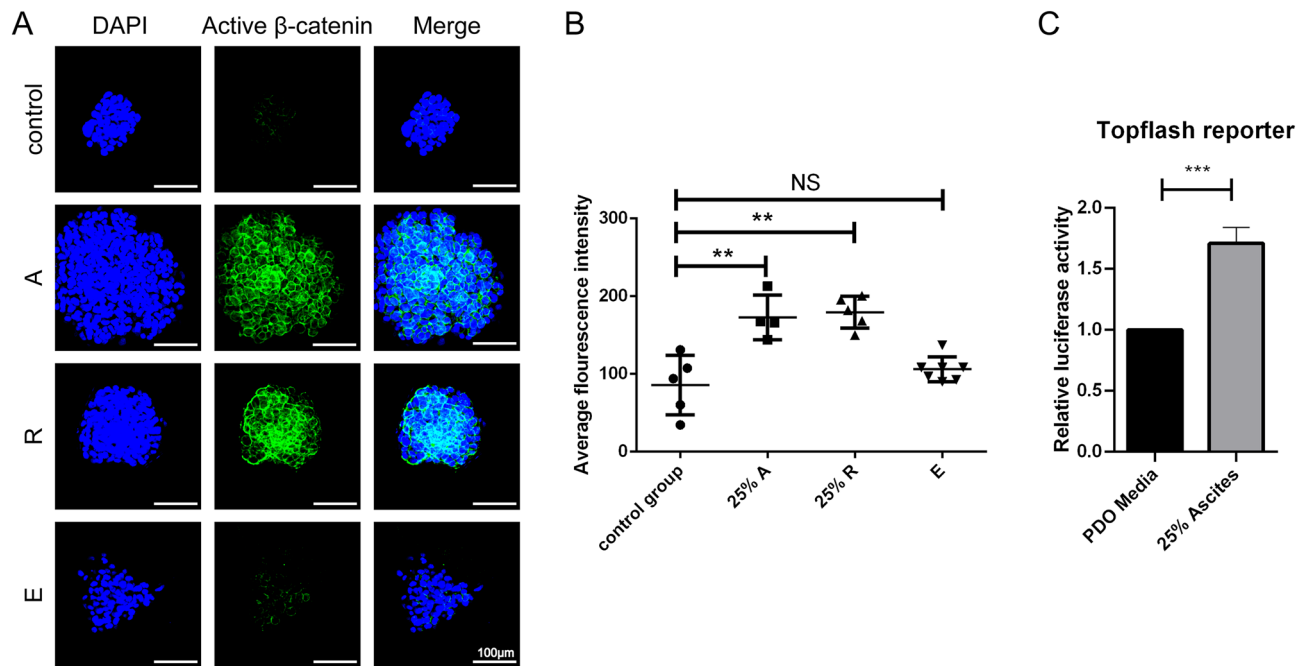 A
DAPI
Active β-catenin
Merge
control
A
R
E
100μm
B
NS
**
**
Average flourescence intensity
300
200
100
0
control group
25% A
25% R
E
C
Topflash reporter
***
Relative luciferase activity
2.0
1.5
1.0
0.5
0.0
PDO Media
25% Ascites